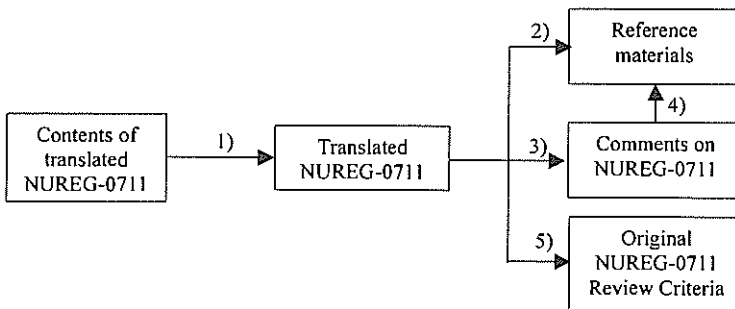 Contents of
translated
NUREG-0711
1)
Translated
NUREG-0711
2)
Reference
materials
4)
3)
Comments on
NUREG-0711
5)
Original
NUREG-0711
Review Criteria